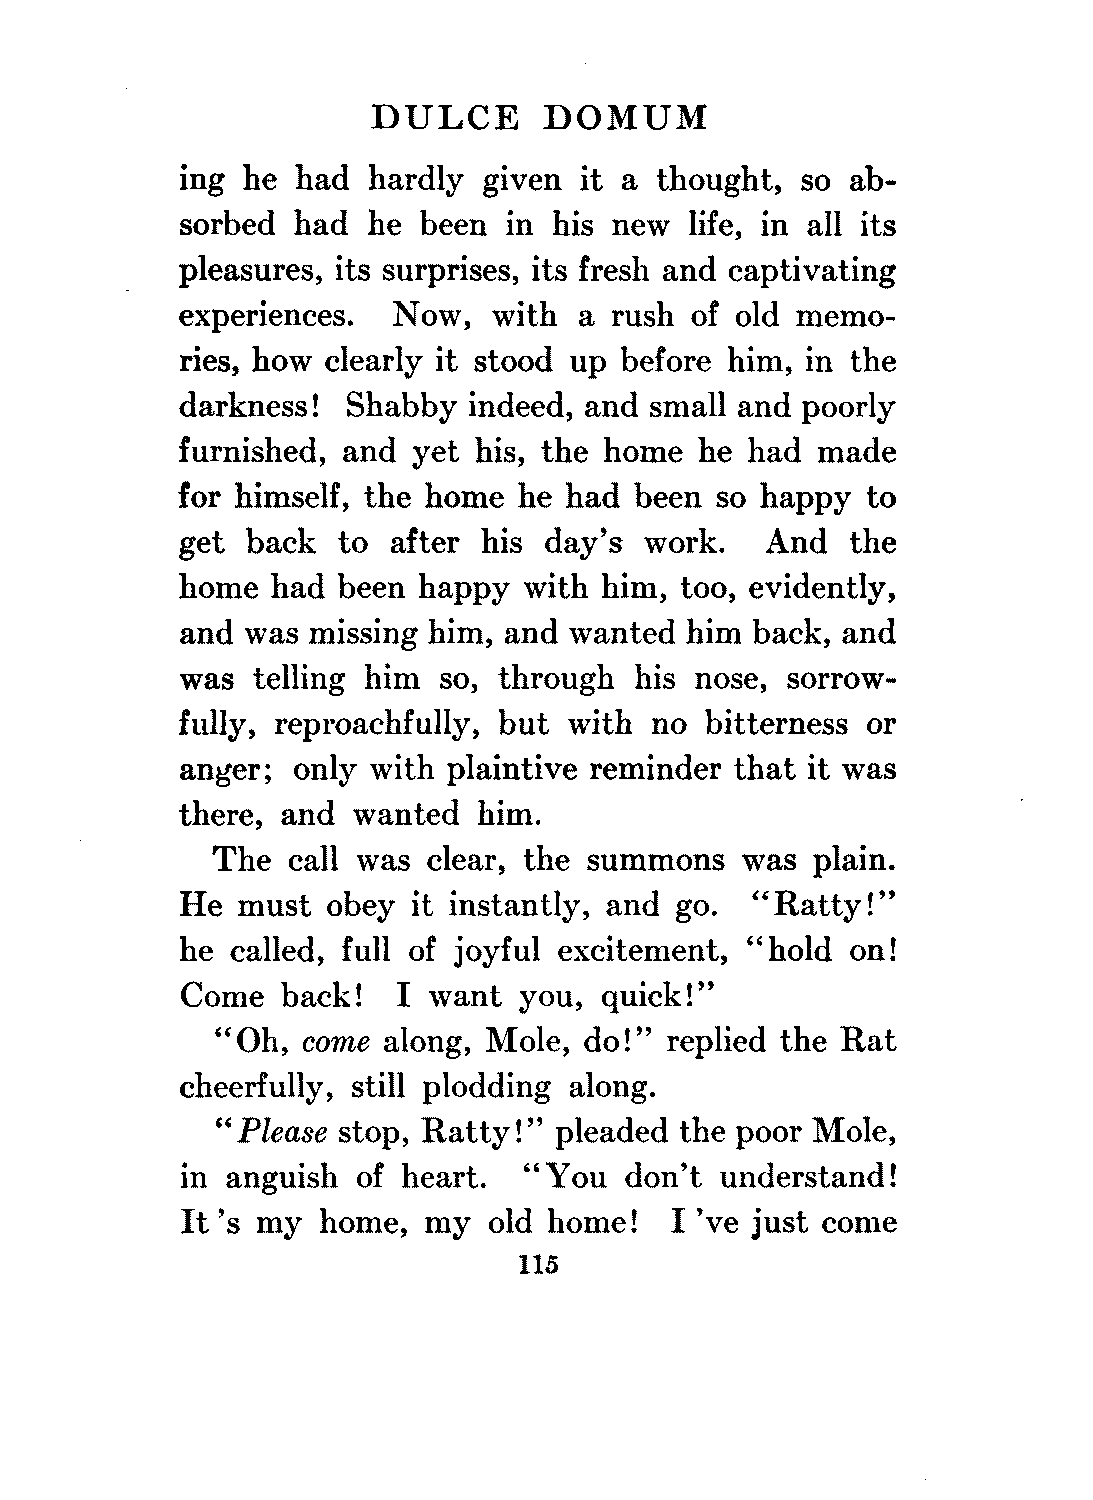 DULCE DOMUM
ing he had hardly given it a thought, so ab-
sorbed had he been in his new life, in all its
pleasures, its surprises, its fresh and captivating
experiences. Now, with a rush of old memo-
ries, how clearly it stood up before him, in the
darkness! Shabby indeed, and small and poorly
furnished, and yet his, the home he had made
for himself, the home he had been so happy to
get back to after his day's work. And the
home had been happy with him, too, evidently,
and was missing him, and wanted him back, and
was telling him so, through his nose, sorrow-
fully, reproachfully, but with no bitterness or
anger; only with plaintive reminder that it was
there, and wanted him.
The call was clear, the summons was plain.
He must obey it instantly, and go. "Ratty!"
he called, full of joyful excitement, "hold on!
Come back! I want you, quick!"
"Oh, come along, Mole, do!" replied the Rat
cheerfully, still plodding along.
"Please stop, Ratty!" pleaded the poor Mole,
in anguish of heart. "You don't understand!
It 's my home, my old home! I 've just come
115